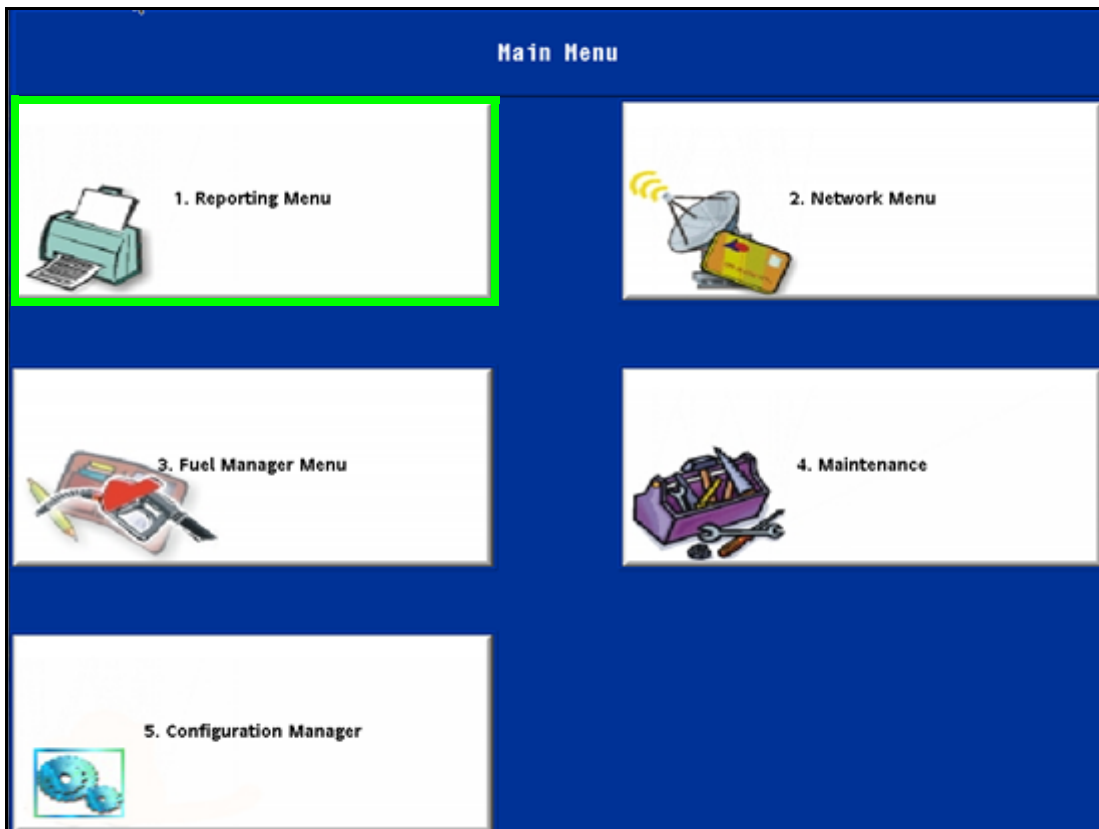 Main Menu
1. Reporting Menu
2. Network Menu
3. Fuel Manager Menu
4. Maintenance
5. Configuration Manager